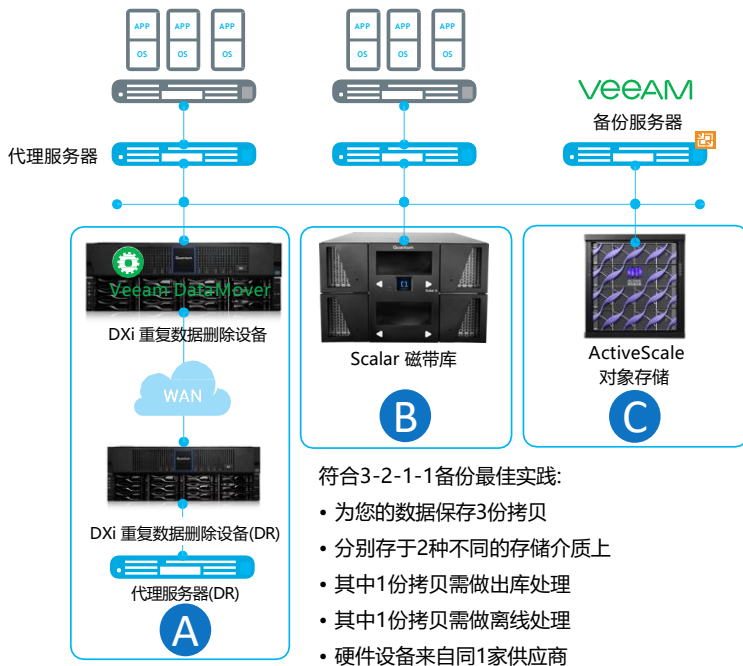 APP APP APP
OS OS OS
APP APP APP
OS OS OS
veeAM
备份服务器
代理服务器
Quantum
Veeam DataMover
DXi 重复数据删除设备
WAN
Quantum
DXi 重复数据删除设备(DR)
代理服务器(DR)
A
Quantum
Scalar 磁带库
B
ActiveScale
对象存储
C
符合3-2-1-1备份最佳实践:
• 为您的数据保存3份拷贝
• 分别存于2种不同的存储介质上
• 其中1份拷贝需做出库处理
• 其中1份拷贝需做离线处理
• 硬件设备来自同1家供应商